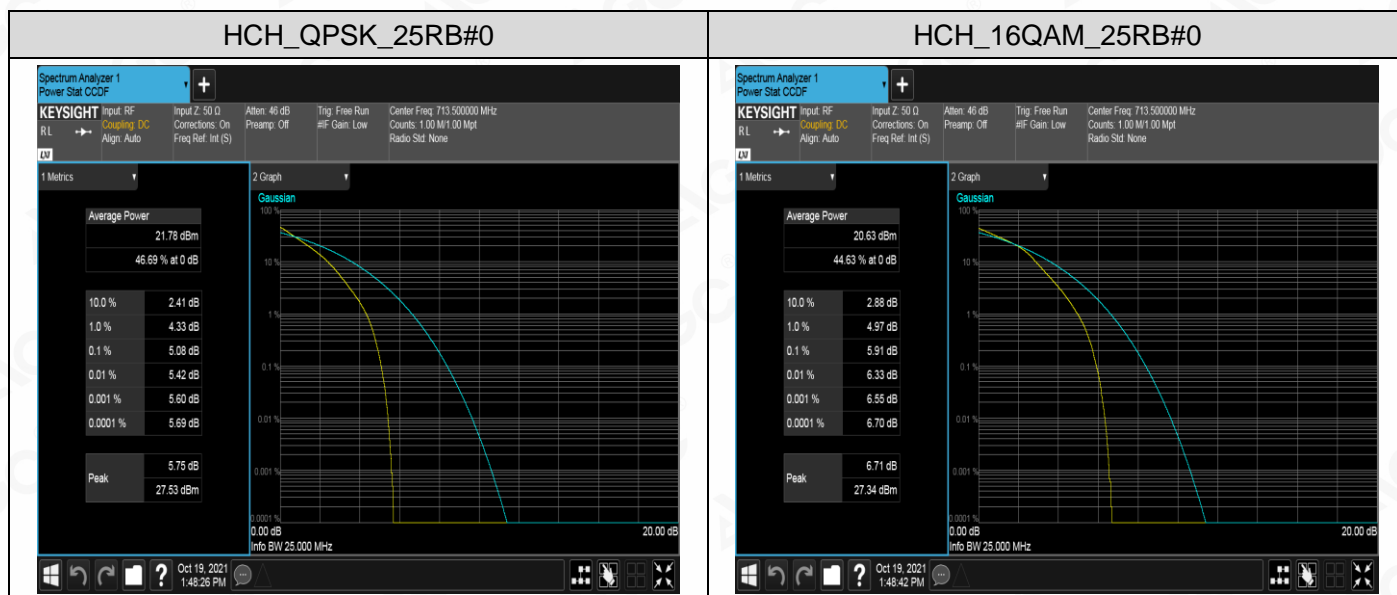 HCH_QPSK_25RB#0
Spectrum Analyzer 1
Power Stat CCDF
+
KEYSIGHT
RL
LXI
Input: RF
Coupling: DC
Align: Auto
Input Z: 50 Ω
Corrections: On
Freq Ref: Int (S)
Atten: 46 dB
Preamp: Off
Trig: Free Run
#IF Gain: Low
Center Freq: 713.500000 MHz
Counts: 1.00 M/1.00 Mpt
Radio Std: None
1 Metrics
Average Power
21.78 dBm
46.69 % at 0 dB
10.0 % 2.41 dB
1.0 % 4.33 dB
0.1 % 5.08 dB
0.01 % 5.42 dB
0.001 % 5.60 dB
0.0001 % 5.69 dB
Peak
5.75 dB
27.53 dBm
2 Graph
Gaussian
100 %
10 %
1 %
0.1 %
0.01 %
0.001 %
0.0001 %
0.00 dB 20.00 dB
Info BW 25.000 MHz
?
Oct 19, 2021
1:48:26 PM
HCH_16QAM_25RB#0
Spectrum Analyzer 1
Power Stat CCDF
+
KEYSIGHT
RL
LXI
Input: RF
Coupling: DC
Align: Auto
Input Z: 50 Ω
Corrections: On
Freq Ref: Int (S)
Atten: 46 dB
Preamp: Off
Trig: Free Run
#IF Gain: Low
Center Freq: 713.500000 MHz
Counts: 1.00 M/1.00 Mpt
Radio Std: None
1 Metrics
Average Power
20.63 dBm
44.63 % at 0 dB
10.0 % 2.88 dB
1.0 % 4.97 dB
0.1 % 5.91 dB
0.01 % 6.33 dB
0.001 % 6.55 dB
0.0001 % 6.70 dB
Peak
6.71 dB
27.34 dBm
2 Graph
Gaussian
100 %
10 %
1 %
0.1 %
0.01 %
0.001 %
0.0001 %
0.00 dB 20.00 dB
Info BW 25.000 MHz
?
Oct 19, 2021
1:48:42 PM